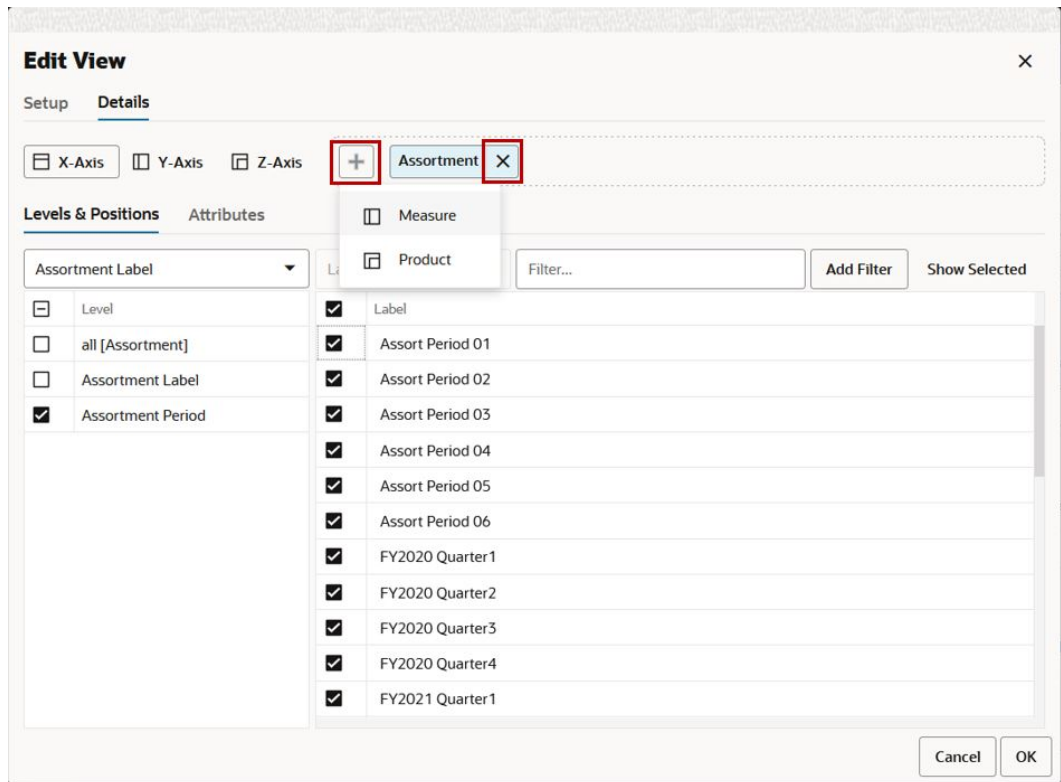 Edit View
Setup Details
X-Axis Y-Axis Z-Axis Assortment
Measure
Product
Levels & Positions Attributes
Assortment Label Filter... Add Filter Show Selected
Level Label
all [Assortment] Assort Period 01
Assortment Label Assort Period 02
Assortment Period Assort Period 03
Assort Period 04
Assort Period 05
Assort Period 06
FY2020 Quarter1
FY2020 Quarter2
FY2020 Quarter3
FY2020 Quarter4
FY2021 Quarter1
Cancel OK